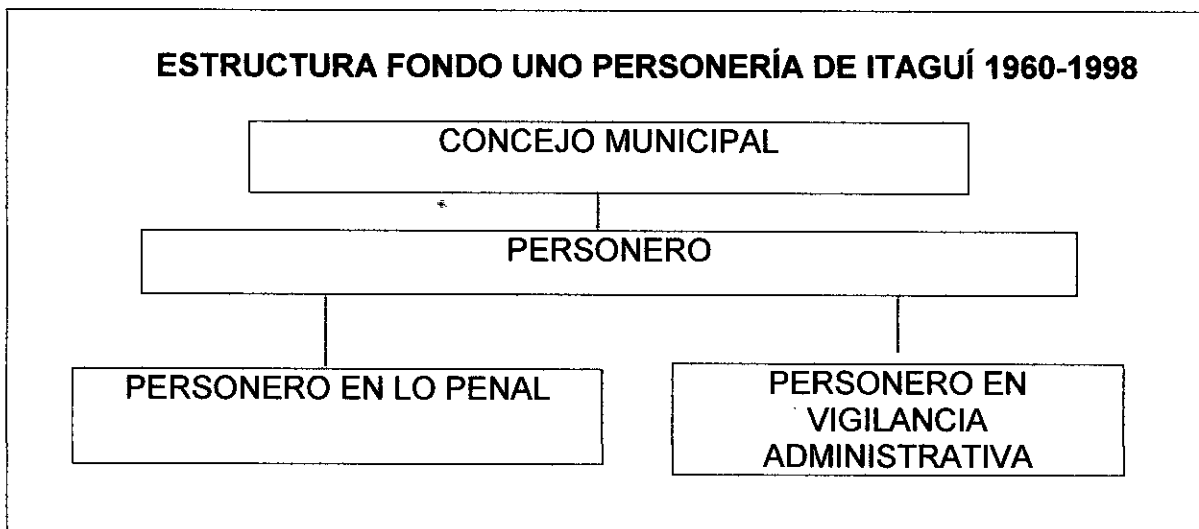 ESTRUCTURA FONDO UNO PERSONERÍA DE ITAGUÍ 1960-1998
CONCEJO MUNICIPAL
PERSONERO
PERSONERO EN LO PENAL
PERSONERO EN
VIGILANCIA
ADMINISTRATIVA